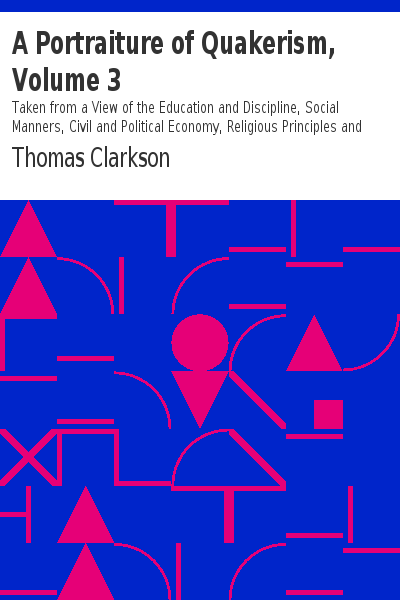 A Portraiture of Quakerism,
Volume 3
Taken from a View of the Education and Discipline, Social
Manners, Civil and Political Economy, Religious Principles and
Thomas Clarkson